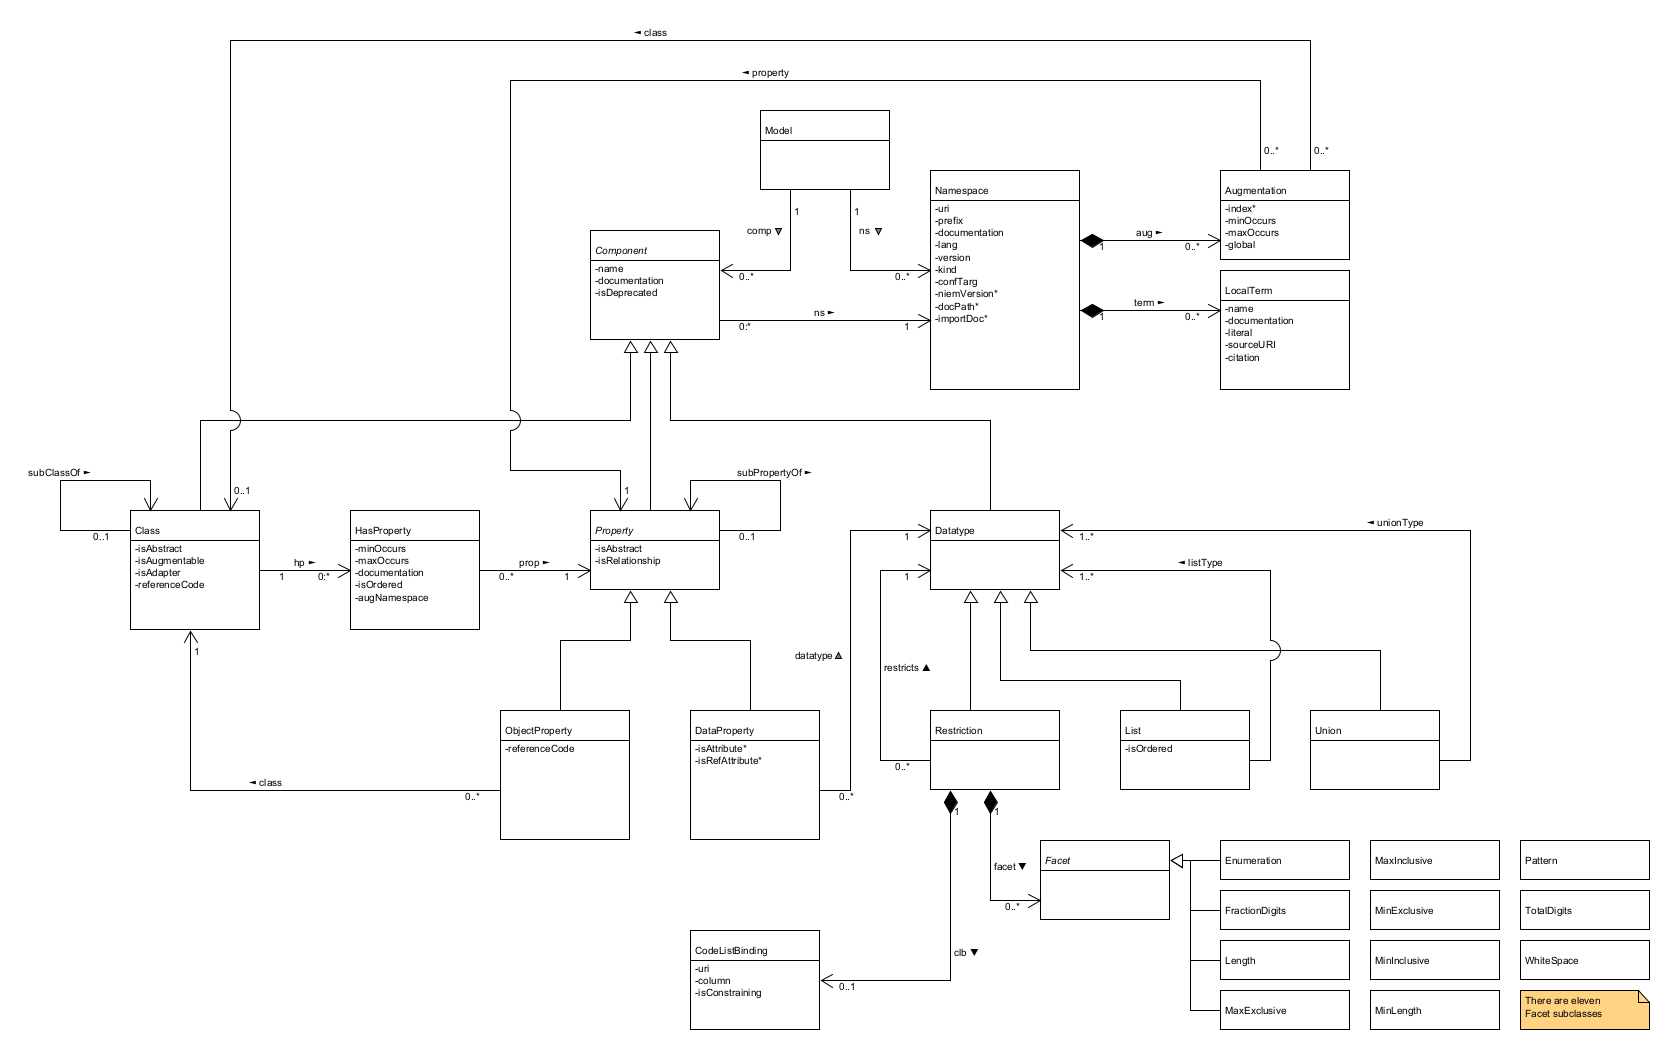 ◄ class
◄ property
Model
1
1
comp ▽
ns ▽
0..*
0..*
Component
-name
-documentation
-isDeprecated
ns ►
0:*
1
Namespace
-uri
-prefix
-documentation
-lang
-version
-kind
-confTarg
-niemVersion*
-docPath*
-importDoc*
aug ►
1
0..*
term ►
1
0..*
0..*
0..*
Augmentation
-index*
-minOccurs
-maxOccurs
-global
LocalTerm
-name
-documentation
-literal
-sourceURI
-citation
subClassOf ►
0..1
0..1
Class
-isAbstract
-isAugmentable
-isAdapter
-referenceCode
hp ►
1
0:*
HasProperty
-minOccurs
-maxOccurs
-documentation
-isOrdered
-augNamespace
prop ►
0..*
1
1
subPropertyOf ►
Property
-isAbstract
-isRelationship
0..1
Datatype
1
1
◄ unionType
1..*
◄ listType
1..*
1
datatype △
restricts ▲
ObjectProperty
-referenceCode
◄ class
0..*
DataProperty
-isAttribute*
-isRefAttribute*
0..*
Restriction
0..*
List
-isOrdered
Union
1
1
facet ▼
0..*
Facet
clb ▼
0..1
CodeListBinding
-uri
-column
-isConstraining
Enumeration
MaxInclusive
Pattern
FractionDigits
MinExclusive
TotalDigits
Length
MinInclusive
WhiteSpace
MaxExclusive
MinLength
There are eleven
Facet subclasses